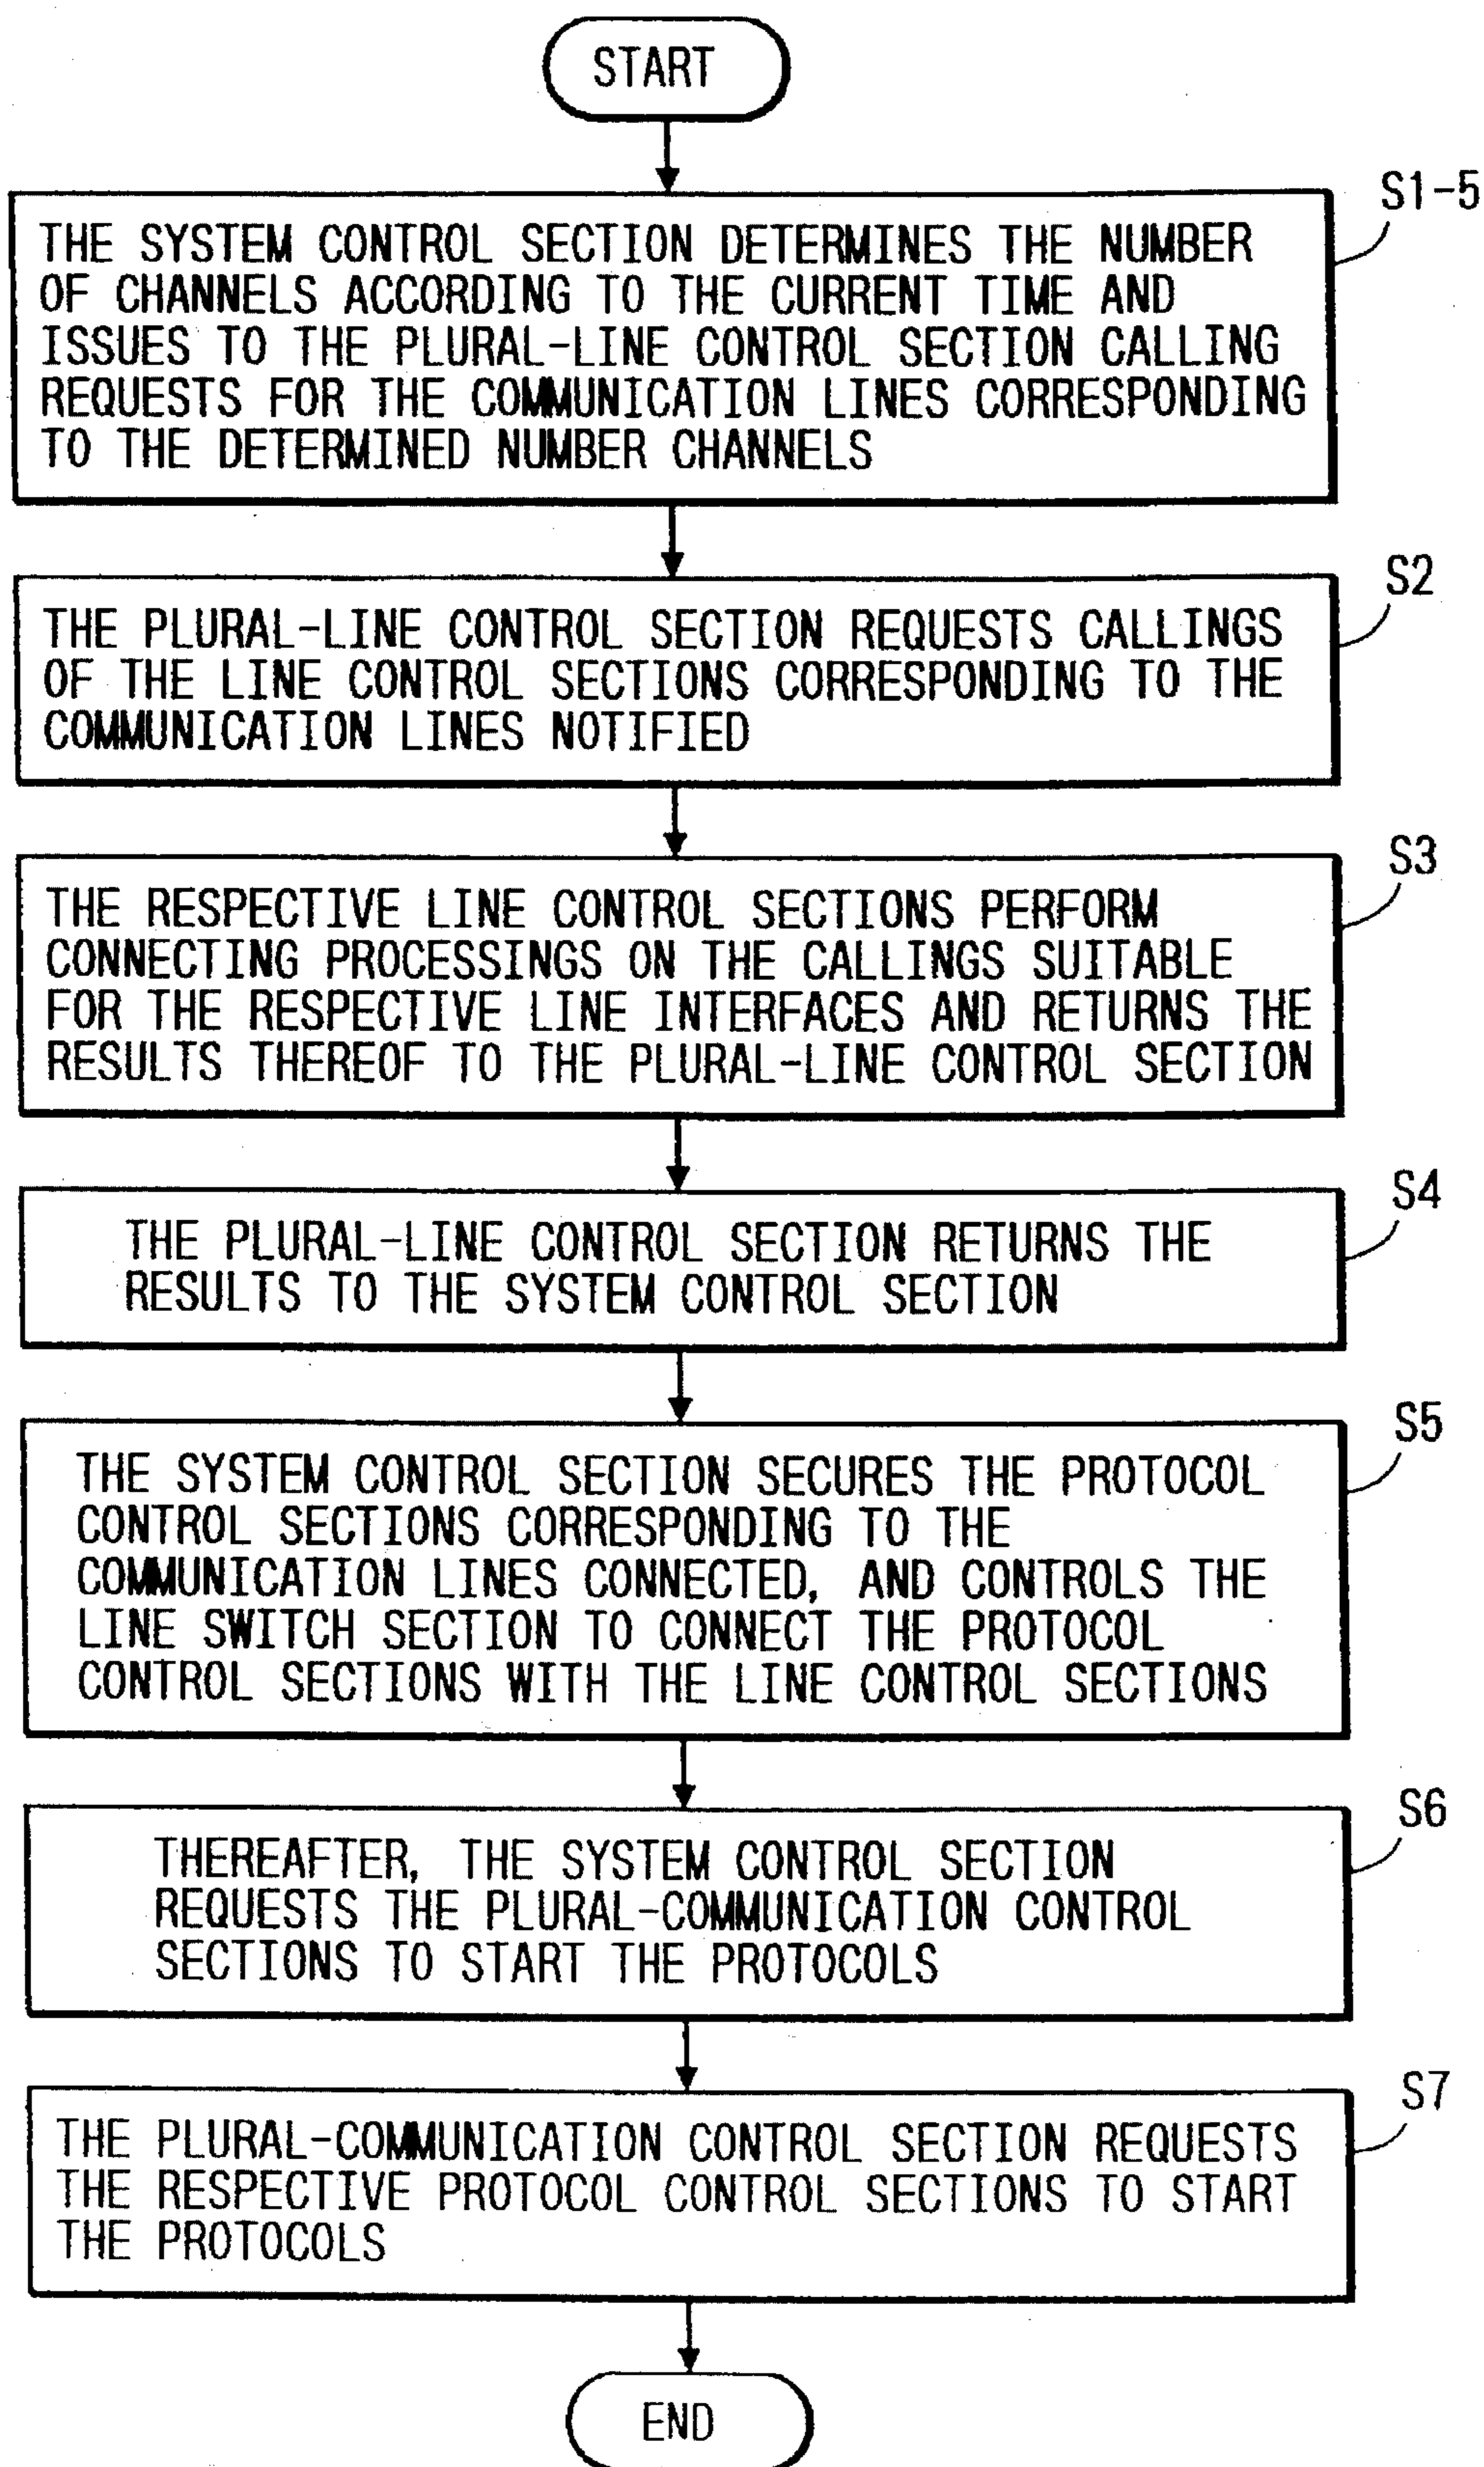 START
S1-5
THE SYSTEM CONTROL SECTION DETERMINES THE NUMBER
OF CHANNELS ACCORDING TO THE CURRENT TIME AND
ISSUES TO THE PLURAL-LINE CONTROL SECTION CALLING
REQUESTS FOR THE COMMUNICATION LINES CORRESPONDING
TO THE DETERMINED NUMBER CHANNELS
S2
THE PLURAL-LINE CONTROL SECTION REQUESTS CALLINGS
OF THE LINE CONTROL SECTIONS CORRESPONDING TO THE
COMMUNICATION LINES NOTIFIED
S3
THE RESPECTIVE LINE CONTROL SECTIONS PERFORM
CONNECTING PROCESSINGS ON THE CALLINGS SUITABLE
FOR THE RESPECTIVE LINE INTERFACES AND RETURNS THE
RESULTS THEREOF TO THE PLURAL-LINE CONTROL SECTION
S4
THE PLURAL-LINE CONTROL SECTION RETURNS THE
RESULTS TO THE SYSTEM CONTROL SECTION
S5
THE SYSTEM CONTROL SECTION SECURES THE PROTOCOL
CONTROL SECTIONS CORRESPONDING TO THE
COMMUNICATION LINES CONNECTED, AND CONTROLS THE
LINE SWITCH SECTION TO CONNECT THE PROTOCOL
CONTROL SECTIONS WITH THE LINE CONTROL SECTIONS
S6
THEREAFTER, THE SYSTEM CONTROL SECTION
REQUESTS THE PLURAL-COMMUNICATION CONTROL
SECTIONS TO START THE PROTOCOLS
S7
THE PLURAL-COMMUNICATION CONTROL SECTION REQUESTS
THE RESPECTIVE PROTOCOL CONTROL SECTIONS TO START
THE PROTOCOLS
END